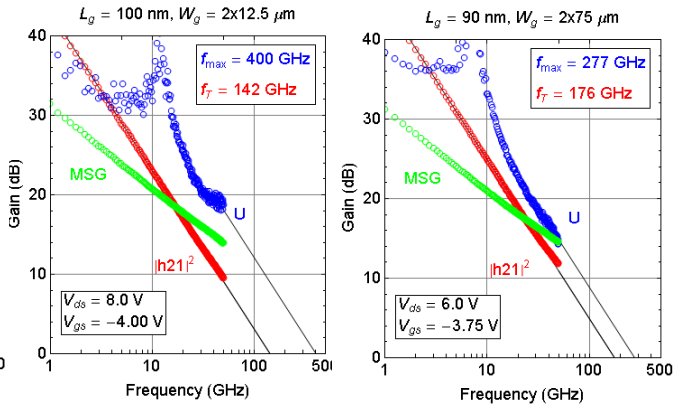 L_g = 100 nm, W_g = 2x12.5 μm
40
30
20
10
0
Gain (dB)
f_max = 400 GHz
f_T = 142 GHz
MSG
U
|h21|²
V_ds = 8.0 V
V_gs = −4.00 V
1
10
100
500
Frequency (GHz)
0
L_g = 90 nm, W_g = 2x75 μm
40
30
20
10
0
Gain (dB)
f_max = 277 GHz
f_T = 176 GHz
MSG
U
|h21|²
V_ds = 6.0 V
V_gs = −3.75 V
1
10
100
500
Frequency (GHz)